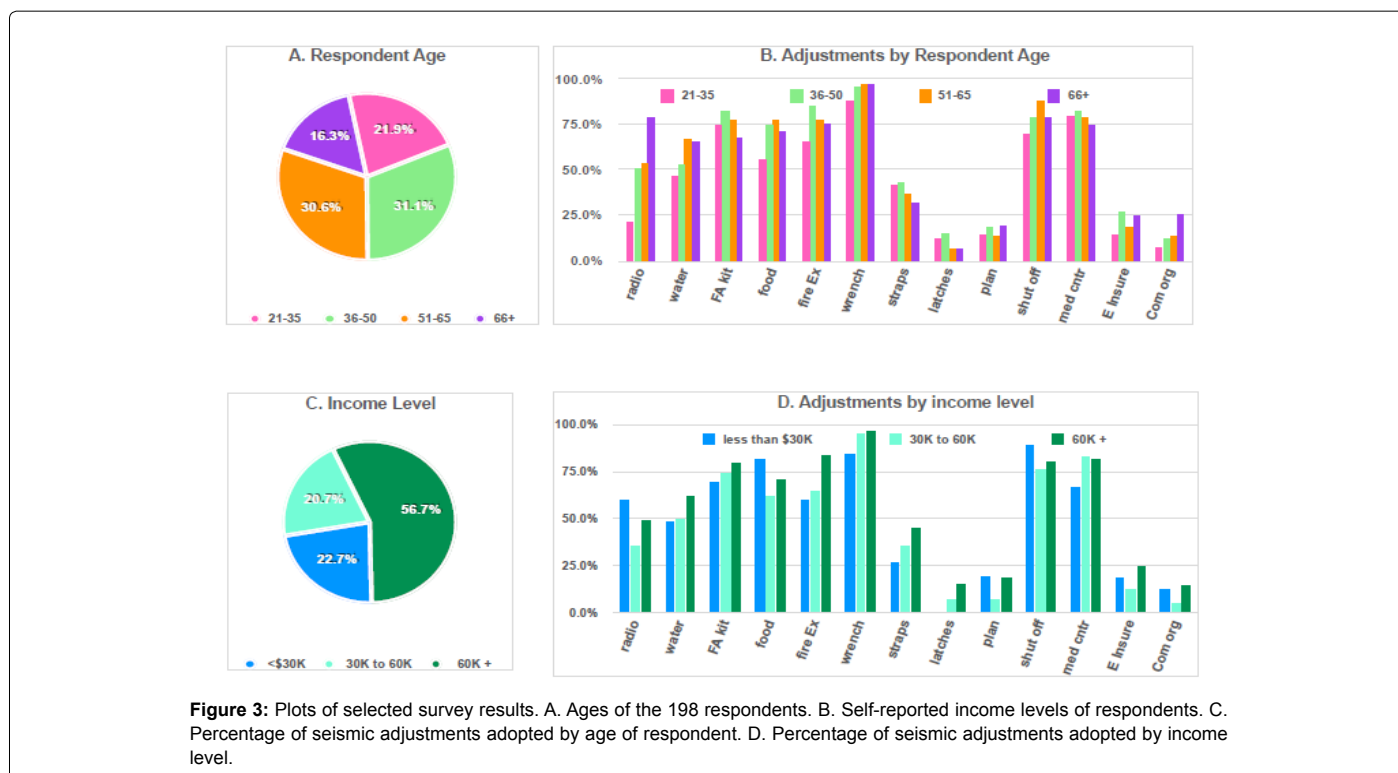 A. Respondent Age
16.3%
21.9%
30.6%
31.1%
21-35 36-50 51-65 66+
B. Adjustments by Respondent Age
100.0%
21-35 36-50 51-65 66+
75.0%
50.0%
25.0%
0.0%
radio water FA kit food fire Ex wrench straps latches plan shut off med cntr E Insure Com org
C. Income Level
20.7%
56.7%
22.7%
<$30K 30K to 60K 60K +
D. Adjustments by income level
100.0%
less than $30K 30K to 60K 60K +
75.0%
50.0%
25.0%
0.0%
radio water FA kit food fire Ex wrench straps latches plan shut off med cntr E Insure Com org
Figure 3: Plots of selected survey results. A. Ages of the 198 respondents. B. Self-reported income levels of respondents. C.
Percentage of seismic adjustments adopted by age of respondent. D. Percentage of seismic adjustments adopted by income
level.